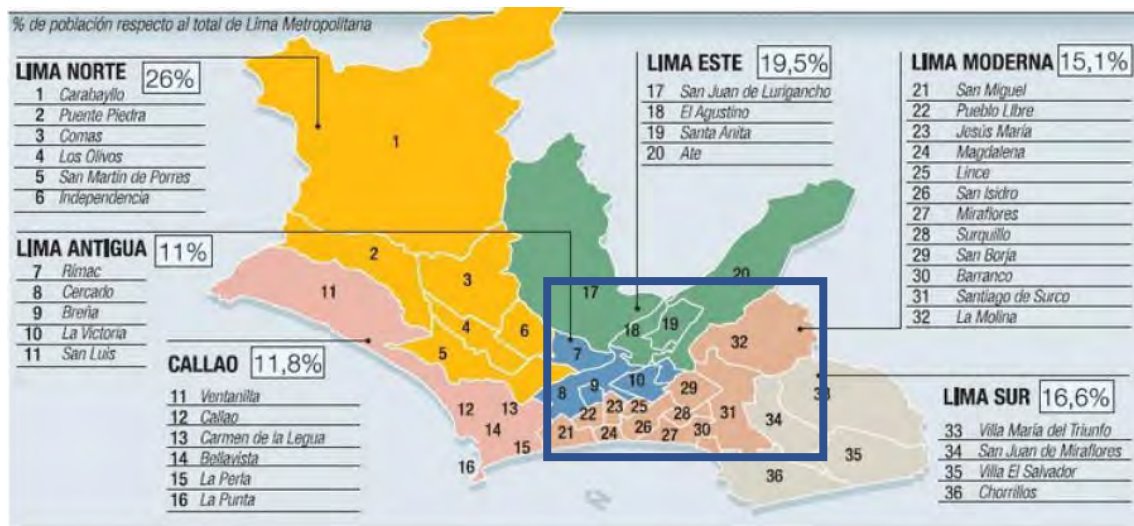 % de población respecto al total de Lima Metropolitana
LIMA NORTE 26%
1 Carabayllo
2 Puente Piedra
3 Comas
4 Los Olivos
5 San Martín de Porres
6 Independencia
LIMA ANTIGUA 11%
7 Rímac
8 Cercado
9 Breña
10 La Victoria
11 San Luis
CALLAO 11,8%
11 Ventanilla
12 Callao
13 Carmen de la Legua
14 Bellavista
15 La Perla
16 La Punta
LIMA ESTE 19,5%
17 San Juan de Lurigancho
18 El Agustino
19 Santa Anita
20 Ate
LIMA MODERNA 15,1%
21 San Miguel
22 Pueblo Libre
23 Jesús María
24 Magdalena
25 Lince
26 San Isidro
27 Miraflores
28 Surquillo
29 San Borja
30 Barranco
31 Santiago de Surco
32 La Molina
LIMA SUR 16,6%
33 Villa María del Triunfo
34 San Juan de Miraflores
35 Villa El Salvador
36 Chorrillos
1
2
3
11
17
20
4
6
18
19
5
7
32
8
9
10
29
33
12
13
22
23
25
28
31
34
14
21
24
26
27
30
15
35
16
36